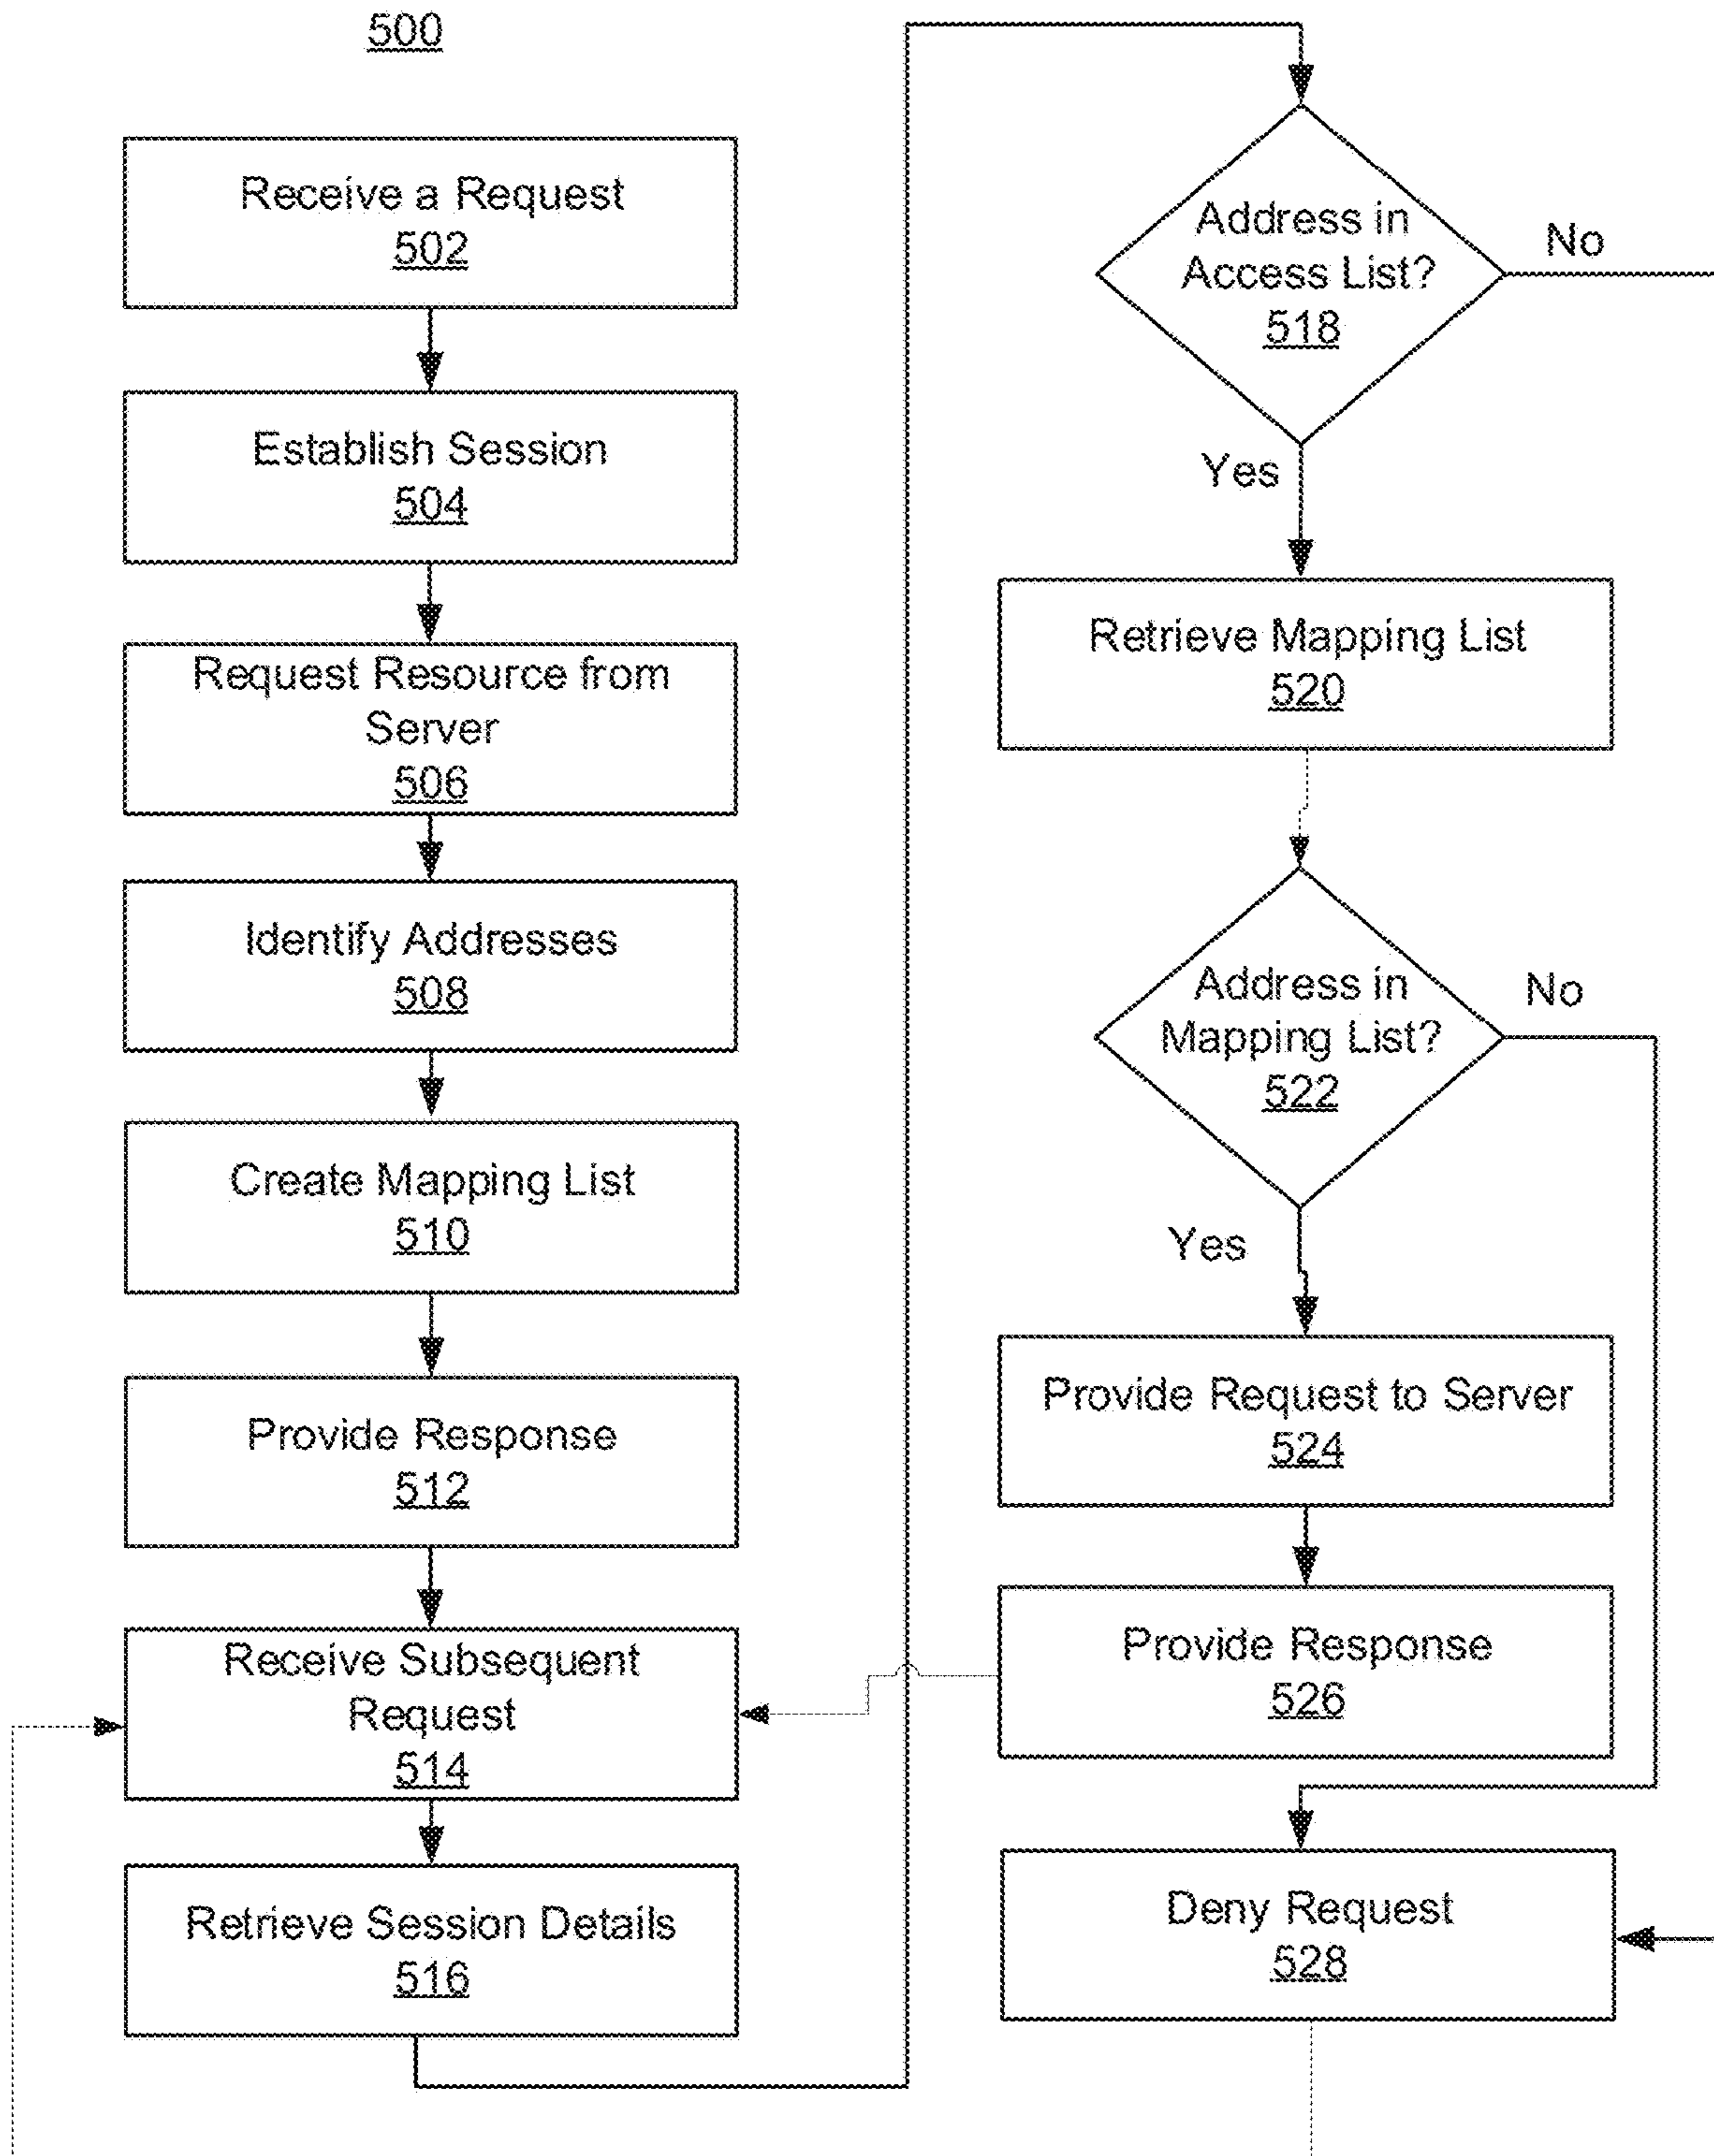 500
Receive a Request
502
Establish Session
504
Request Resource from
Server
506
Identify Addresses
508
Create Mapping List
510
Provide Response
512
Receive Subsequent
Request
514
Retrieve Session Details
516
Address in
Access List?
518
No
Yes
Retrieve Mapping List
520
Address in
Mapping List?
522
No
Yes
Provide Request to Server
524
Provide Response
526
Deny Request
528